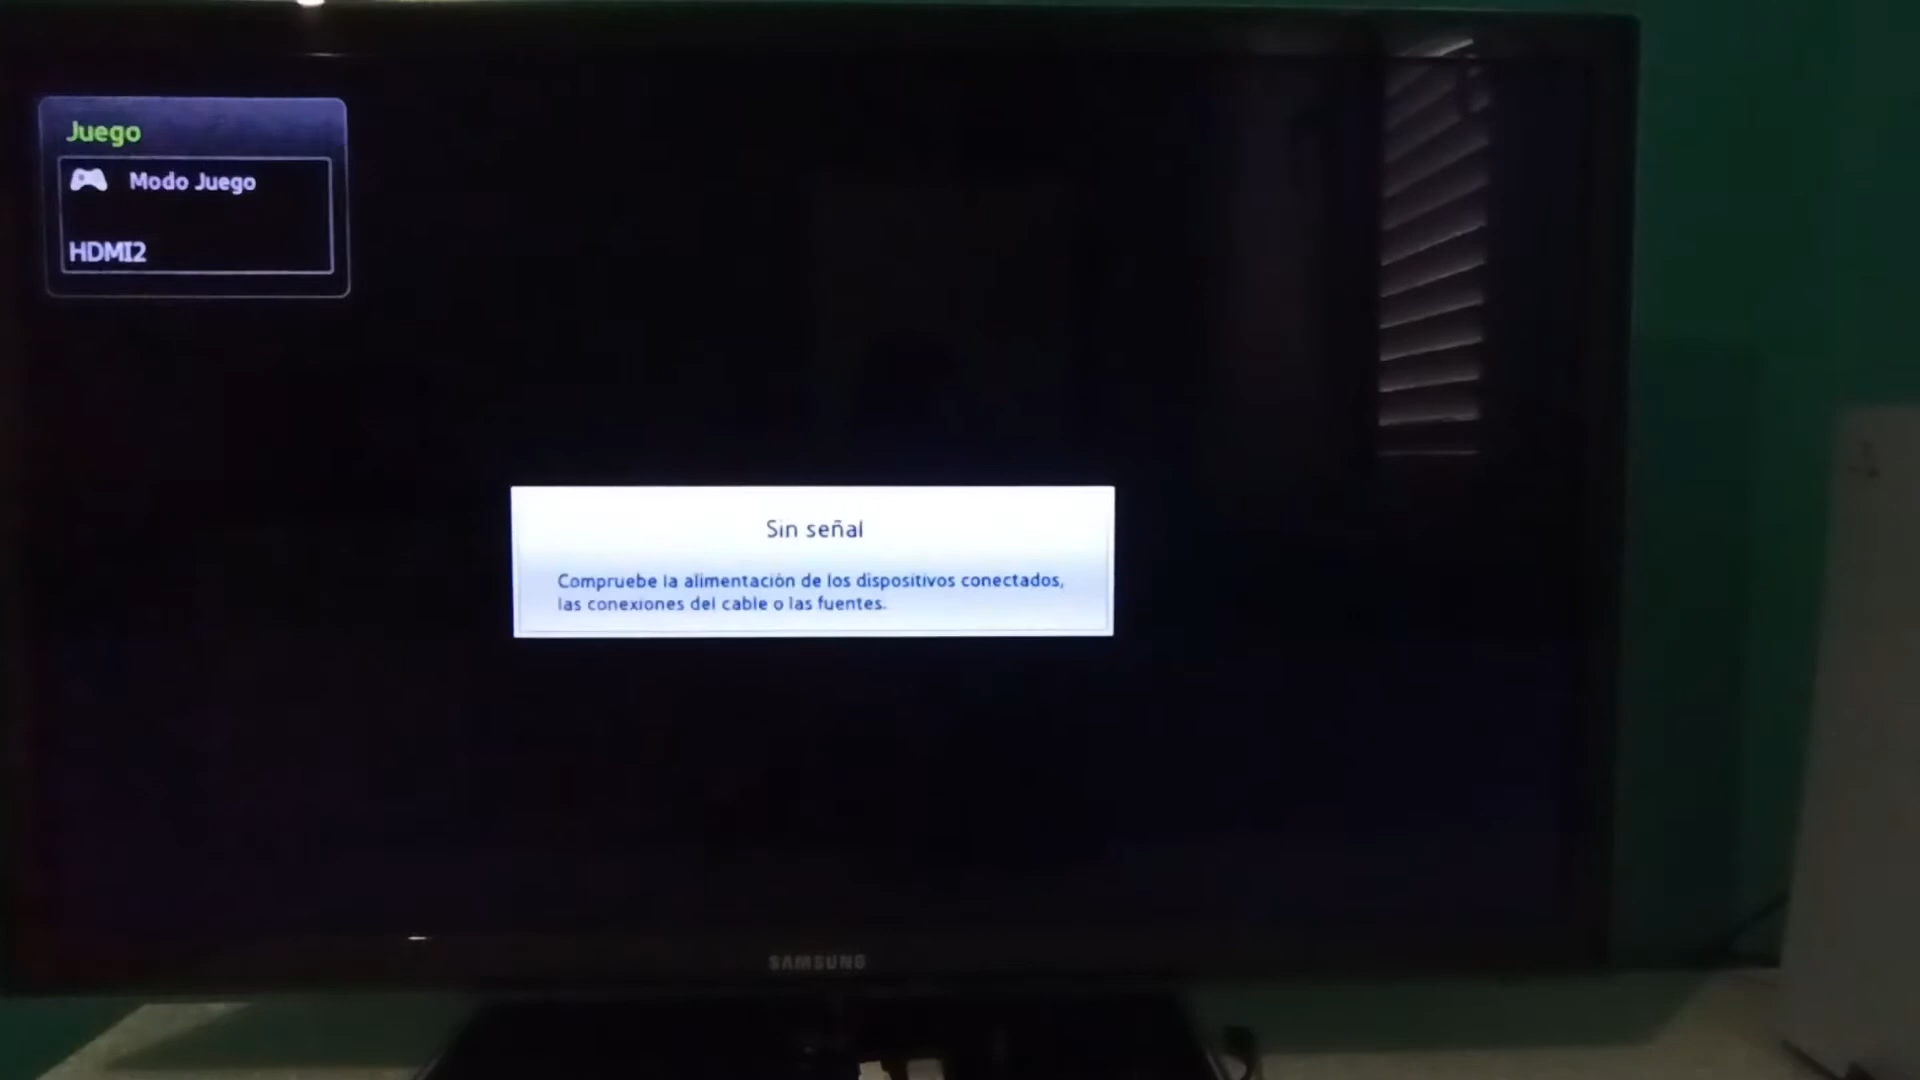 Juego
Modo Juego
HDMI2
Sin señal
Compruebe la alimentación de los dispositivos conectados,
las conexiones del cable o las fuentes.
SAMSUNG